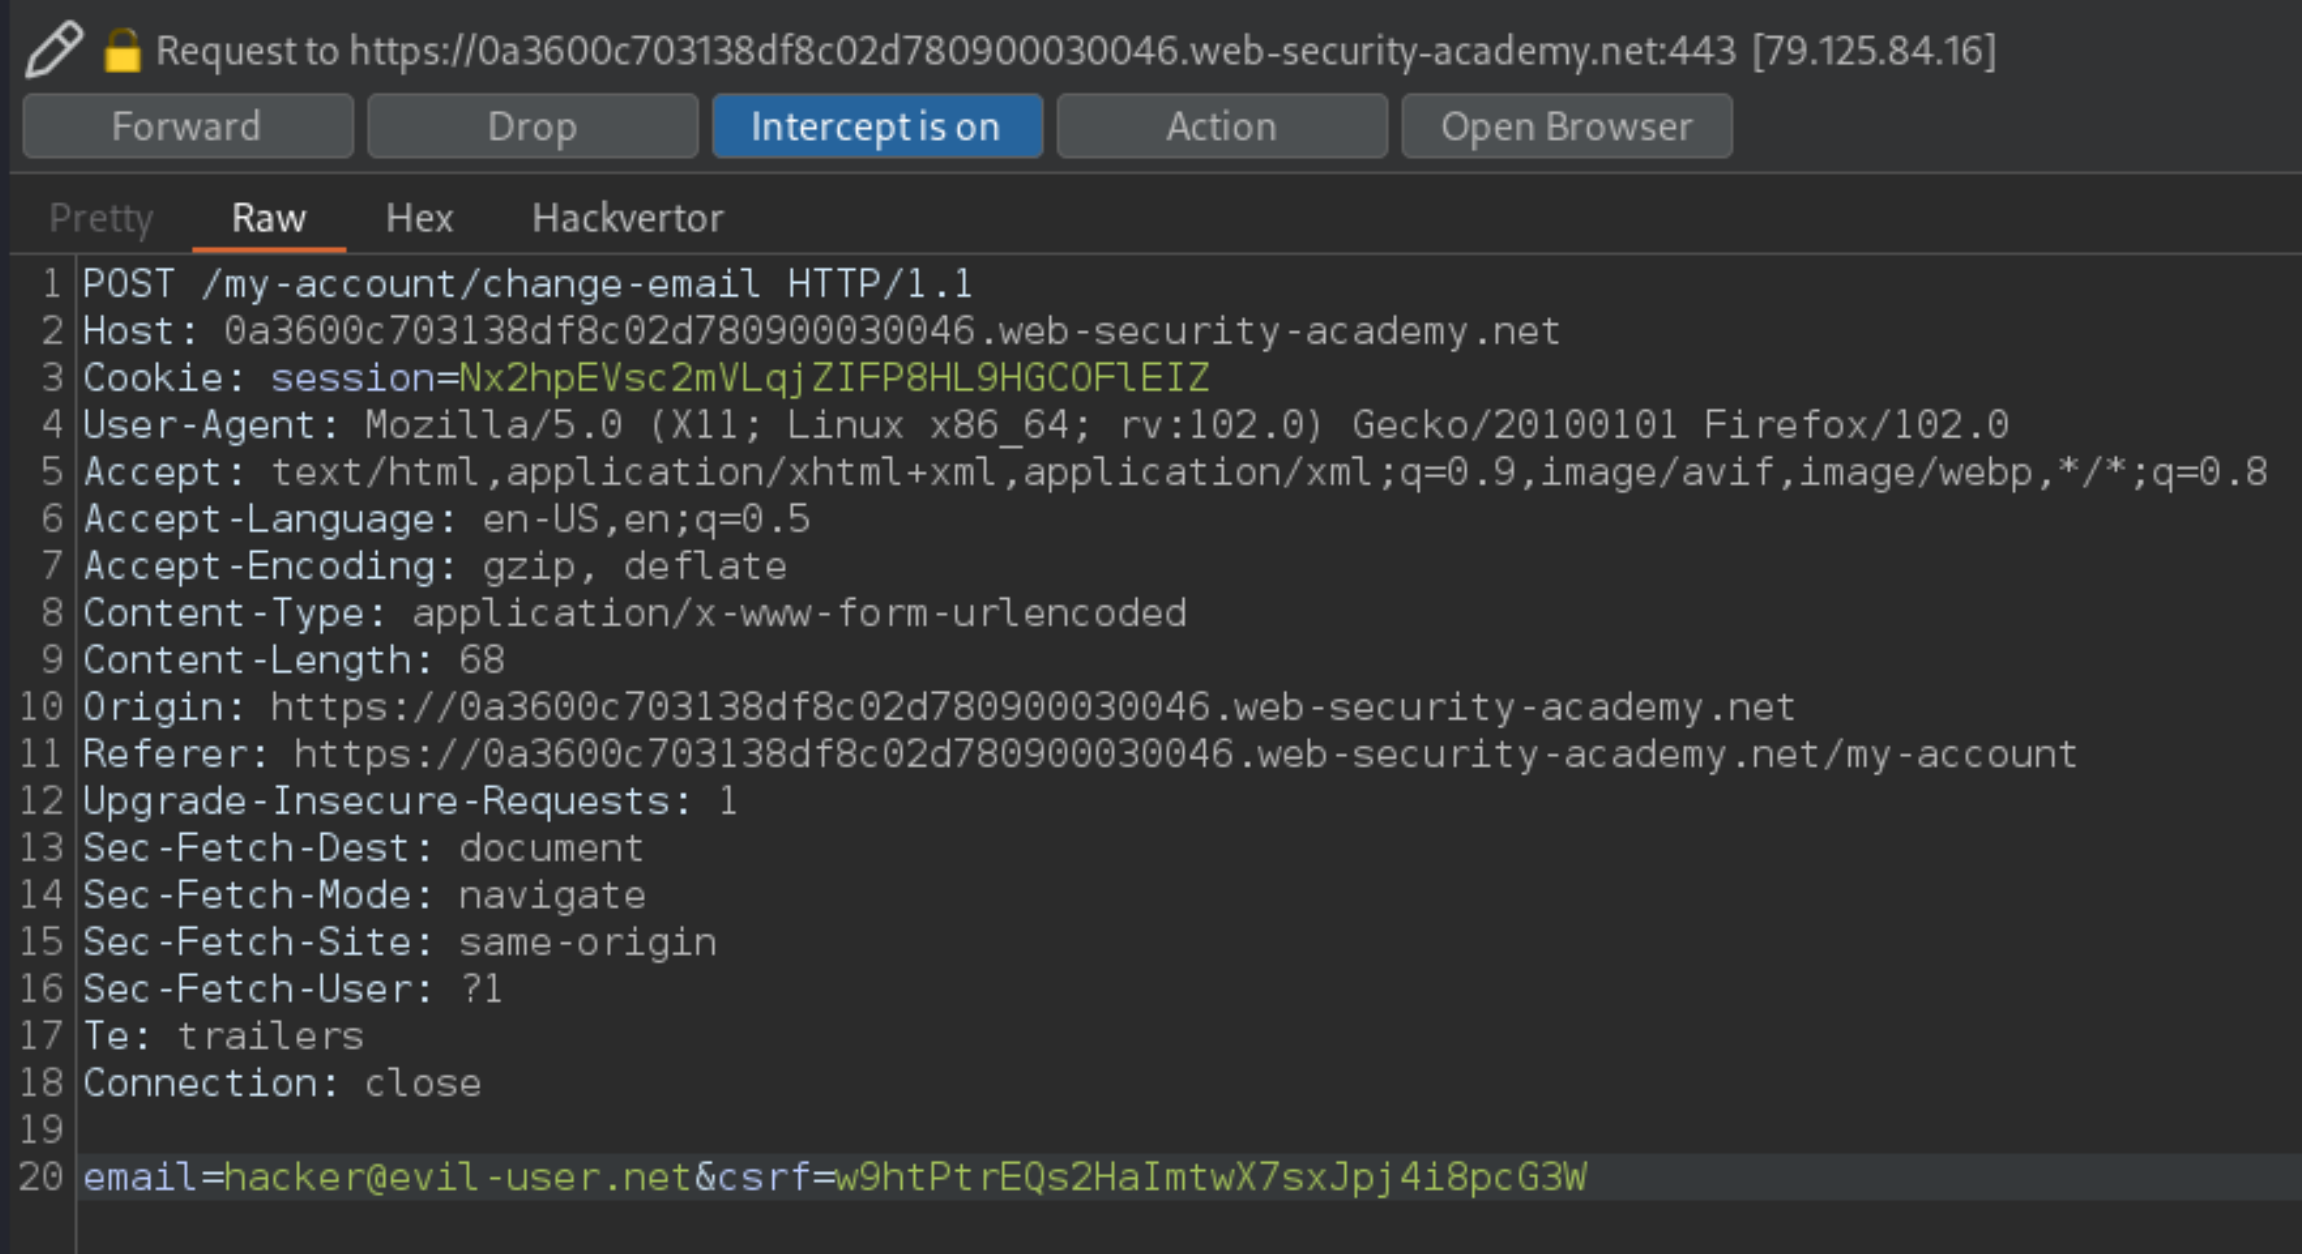 Request to https://0a3600c703138df8c02d780900030046.web-security-academy.net:443 [79.125.84.16]
Forward Drop Intercept is on Action Open Browser
Pretty Raw Hex Hackvertor
1 POST /my-account/change-email HTTP/1.1
2 Host: 0a3600c703138df8c02d780900030046.web-security-academy.net
3 Cookie: session=Nx2hpEVsc2mVLqjZIFP8HL9HGCOFlEIZ
4 User-Agent: Mozilla/5.0 (X11; Linux x86_64; rv:102.0) Gecko/20100101 Firefox/102.0
5 Accept: text/html,application/xhtml+xml,application/xml;q=0.9,image/avif,image/webp,*/*;q=0.8
6 Accept-Language: en-US,en;q=0.5
7 Accept-Encoding: gzip, deflate
8 Content-Type: application/x-www-form-urlencoded
9 Content-Length: 68
10 Origin: https://0a3600c703138df8c02d780900030046.web-security-academy.net
11 Referer: https://0a3600c703138df8c02d780900030046.web-security-academy.net/my-account
12 Upgrade-Insecure-Requests: 1
13 Sec-Fetch-Dest: document
14 Sec-Fetch-Mode: navigate
15 Sec-Fetch-Site: same-origin
16 Sec-Fetch-User: ?1
17 Te: trailers
18 Connection: close
19
20 email=hacker@evil-user.net&csrf=w9htPtrEQs2HaImtwX7sxJpj4i8pcG3W